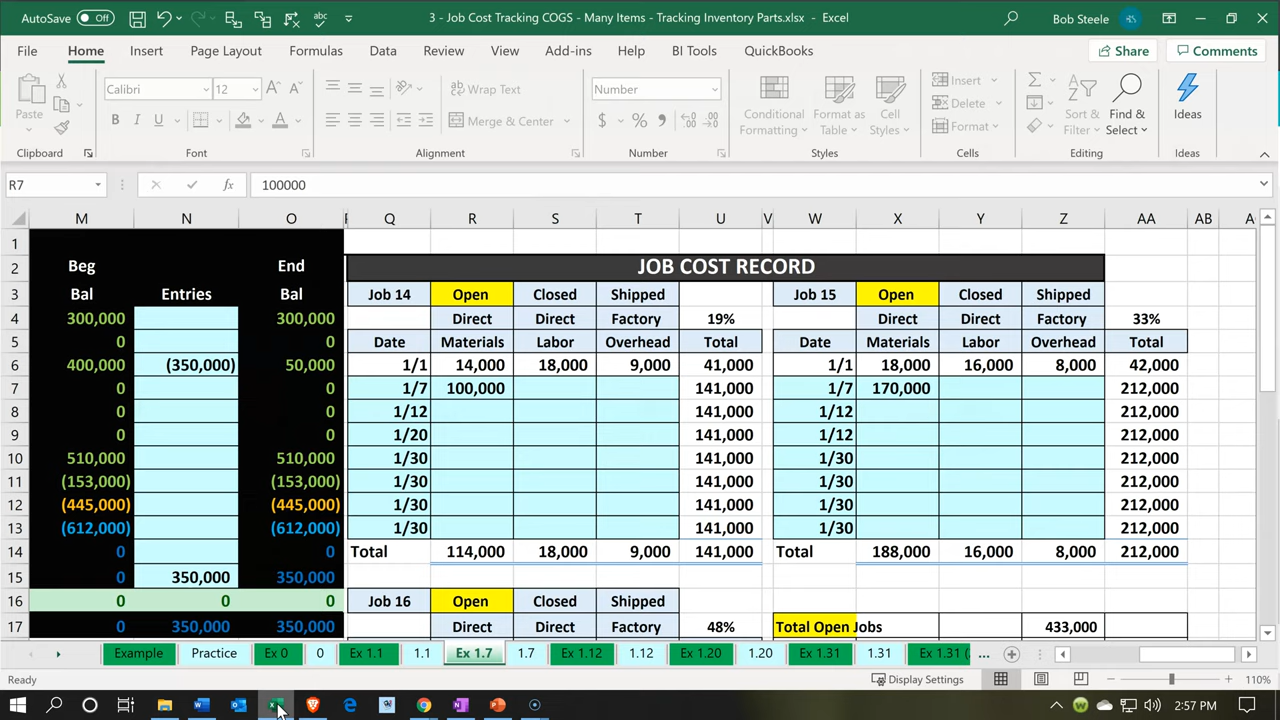 AutoSave Off 3 - Job Cost Tracking COGS - Many Items - Tracking Inventory Parts.xlsx - Excel Bob Steele
File Home Insert Page Layout Formulas Data Review View Add-ins Help BI Tools QuickBooks Share Comments
Paste Calibri 12 Wrap Text Number Conditional Formatting Format as Table Cell Styles Insert Sort & Filter Find & Select Ideas
B I U Merge & Center $ % Delete
Format
Clipboard Font Alignment Number Styles Cells Editing Ideas
R7 fx 100000
M N O Q R S T U V W X Y Z AA AB
1
2 Beg End JOB COST RECORD
3 Bal Entries Bal Job 14 Open Closed Shipped Job 15 Open Closed Shipped
4 300,000 300,000 Direct Direct Factory 19% Direct Direct Factory 33%
5 0 0 Date Materials Labor Overhead Total Date Materials Labor Overhead Total
6 400,000 (350,000) 50,000 1/1 14,000 18,000 9,000 41,000 1/1 18,000 16,000 8,000 42,000
7 0 0 1/7 100,000 141,000 1/7 170,000 212,000
8 0 0 1/12 141,000 1/12 212,000
9 0 0 1/20 141,000 1/12 212,000
10 510,000 510,000 1/30 141,000 1/30 212,000
11 (153,000) (153,000) 1/30 141,000 1/30 212,000
12 (445,000) (445,000) 1/30 141,000 1/30 212,000
13 (612,000) (612,000) 1/30 141,000 1/30 212,000
14 0 0 Total 114,000 18,000 9,000 141,000 Total 188,000 16,000 8,000 212,000
15 0 350,000 350,000
16 0 0 0 Job 16 Open Closed Shipped
17 0 350,000 350,000 Direct Direct Factory 48% Total Open Jobs 433,000
Example Practice Ex 0 0 Ex 1.1 1.1 Ex 1.7 1.7 Ex 1.12 1.12 Ex 1.20 1.20 Ex 1.31 1.31 Ex 1.31 ( ...
Ready Display Settings 110%
2:57 PM